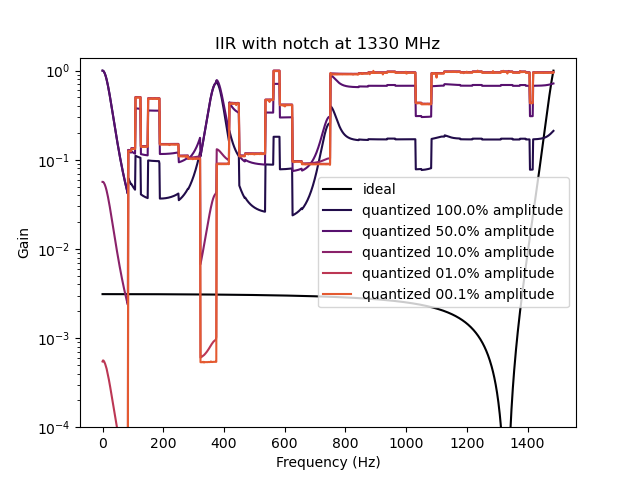 IIR with notch at 1330 MHz
Gain
10⁰
10⁻¹
10⁻²
10⁻³
10⁻⁴
ideal
quantized 100.0% amplitude
quantized 50.0% amplitude
quantized 10.0% amplitude
quantized 01.0% amplitude
quantized 00.1% amplitude
0 200 400 600 800 1000 1200 1400
Frequency (Hz)